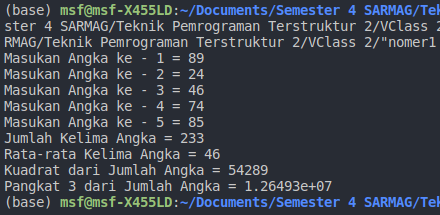 (base) msf@msf-X455LD:~/Documents/Semester 4 SARMAG/Tek
ster 4 SARMAG/Teknik Pemrograman Terstruktur 2/VClass 2
RMAG/Teknik Pemrograman Terstruktur 2/VClass 2/"nomer1
Masukan Angka ke - 1 = 89
Masukan Angka ke - 2 = 24
Masukan Angka ke - 3 = 46
Masukan Angka ke - 4 = 74
Masukan Angka ke - 5 = 85
Jumlah Kelima Angka = 233
Rata-rata Kelima Angka = 46
Kuadrat dari Jumlah Angka = 54289
Pangkat 3 dari Jumlah Angka = 1.26493e+07
(base) msf@msf-X455LD:~/Documents/Semester 4 SARMAG/Tek